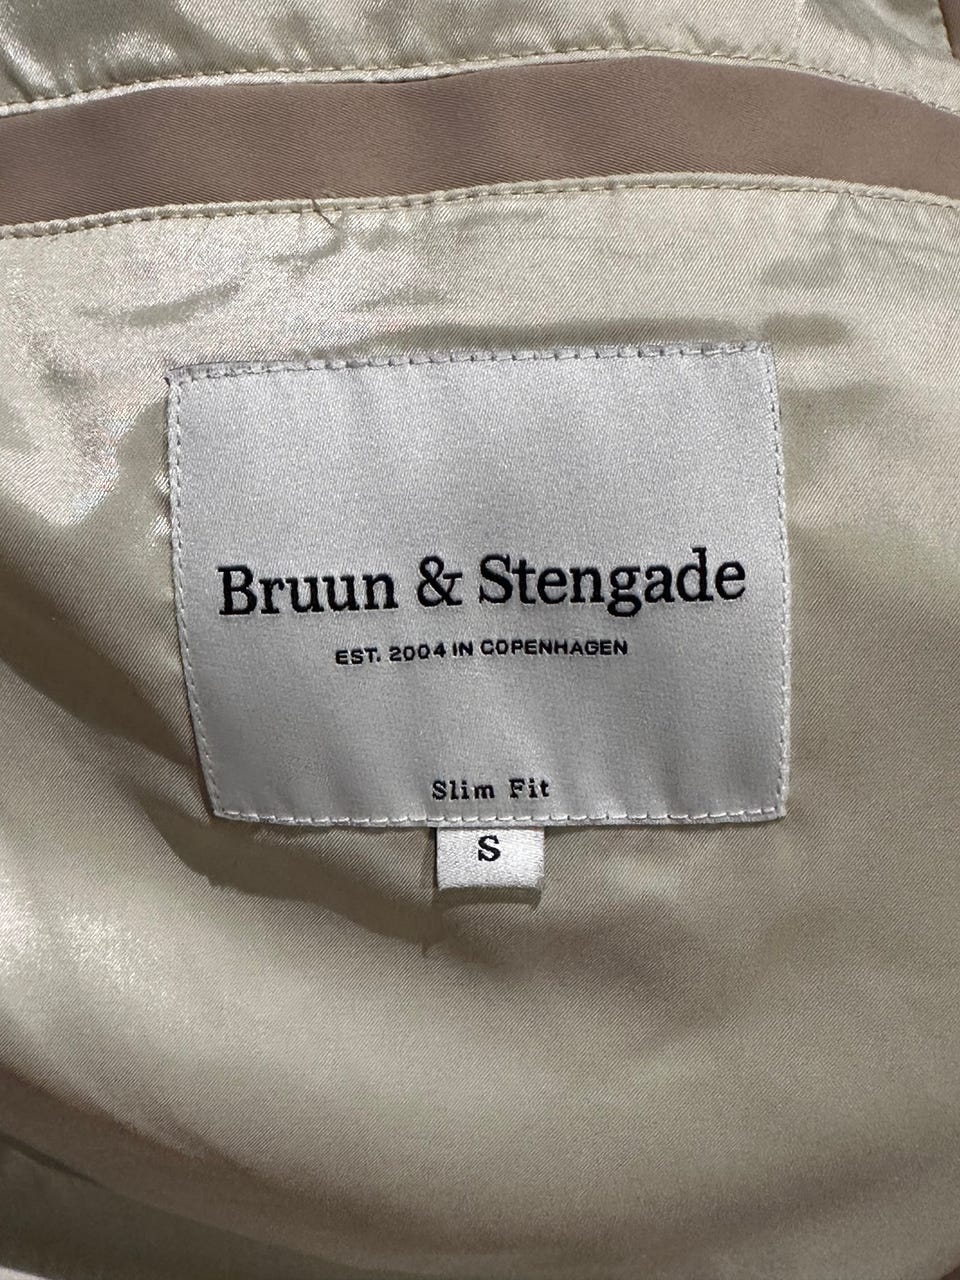 Bruun & Stengade
EST. 2004 IN COPENHAGEN
Slim Fit
S